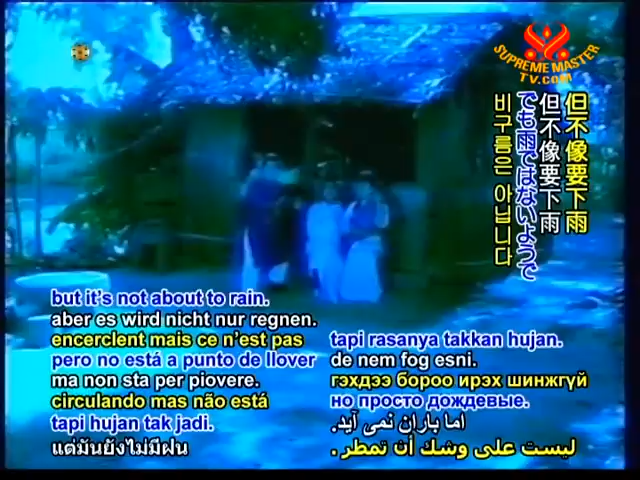 SUPREME MASTER
TV.COM
但不像要下雨
但不像要下雨
でも雨ではないようで
비구름은 아닙니다
but it's not about to rain.
aber es wird nicht nur regnen.
encerclent mais ce n'est pas
pero no está a punto de llover
ma non sta per piovere.
circulando mas não está
tapi hujan tak jadi.
แต่มันยังไม่มีฝน
tapi rasanya takkan hujan.
de nem fog esni.
гэхдээ бороо ирэх шинжгүй
но просто дождевые.
اما باران نمی آید.
ليست على وشك أن تمطر .